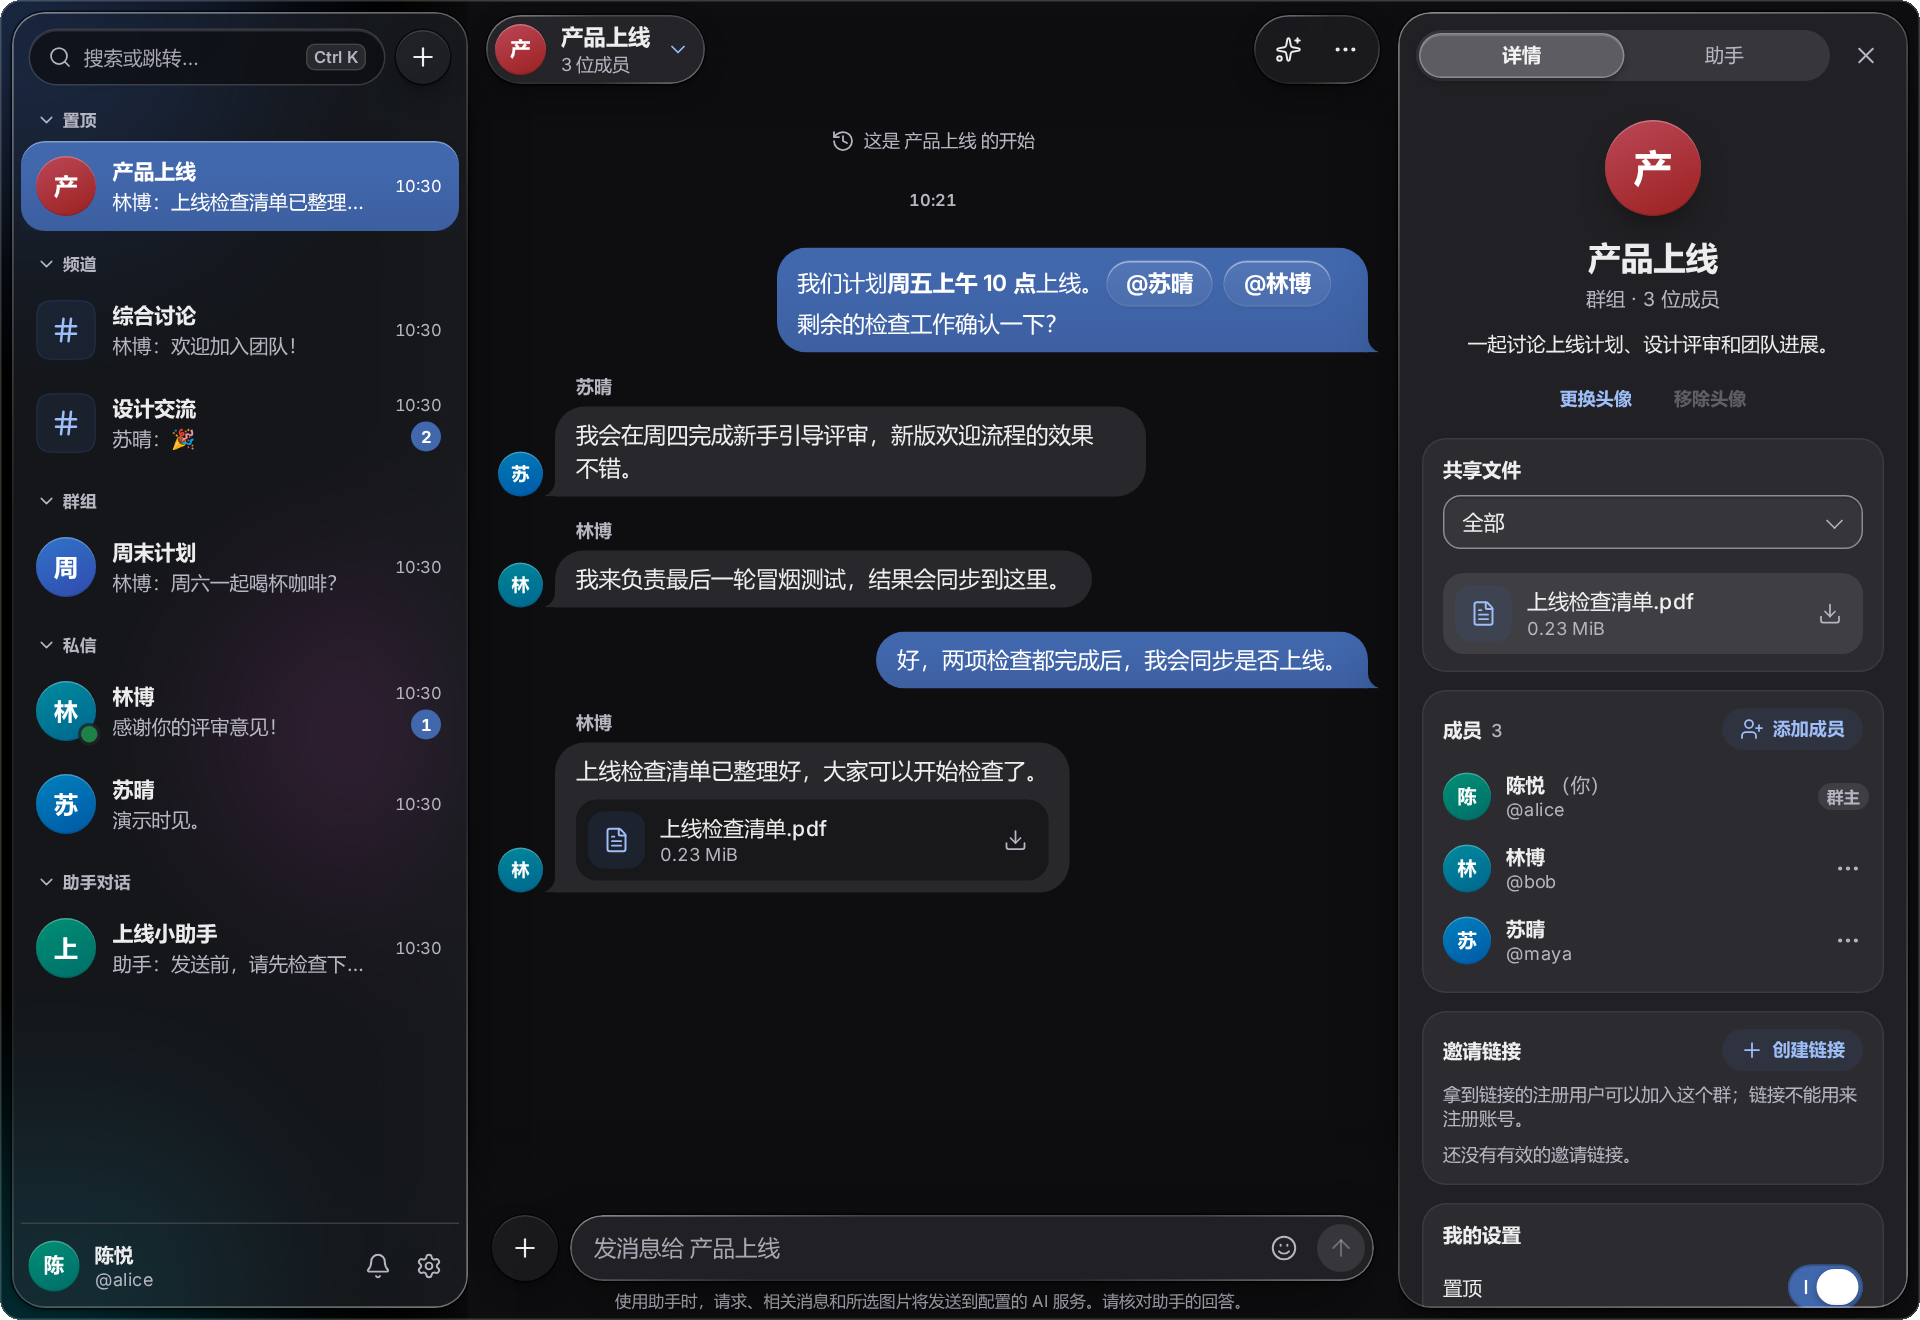 搜索或跳转...
Ctrl K
置顶
产
产品上线
10:30
林博：上线检查清单已整理...
频道
#
综合讨论
10:30
林博：欢迎加入团队！
#
设计交流
10:30
苏晴：🎉
2
群组
周
周末计划
10:30
林博：周六一起喝杯咖啡？
私信
林
林博
10:30
感谢你的评审意见！
1
苏
苏晴
10:30
演示时见。
助手对话
上
上线小助手
10:30
助手：发送前，请先检查下...
陈
陈悦
@alice
产
产品上线
3 位成员
这是 产品上线 的开始
10:21
我们计划周五上午 10 点上线。 @苏晴 @林博
剩余的检查工作确认一下？
苏晴
苏
我会在周四完成新手引导评审，新版欢迎流程的效果
不错。
林博
林
我来负责最后一轮冒烟测试，结果会同步到这里。
好，两项检查都完成后，我会同步是否上线。
林博
上线检查清单已整理好，大家可以开始检查了。
上线检查清单.pdf
0.23 MiB
林
发消息给 产品上线
使用助手时，请求、相关消息和所选图片将发送到配置的 AI 服务。请核对助手的回答。
详情
助手
产
产品上线
群组 · 3 位成员
一起讨论上线计划、设计评审和团队进展。
更换头像
移除头像
共享文件
全部
上线检查清单.pdf
0.23 MiB
成员 3
添加成员
陈
陈悦 （你）
@alice
群主
林
林博
@bob
苏
苏晴
@maya
邀请链接
创建链接
拿到链接的注册用户可以加入这个群；链接不能用来
注册账号。
还没有有效的邀请链接。
我的设置
置顶